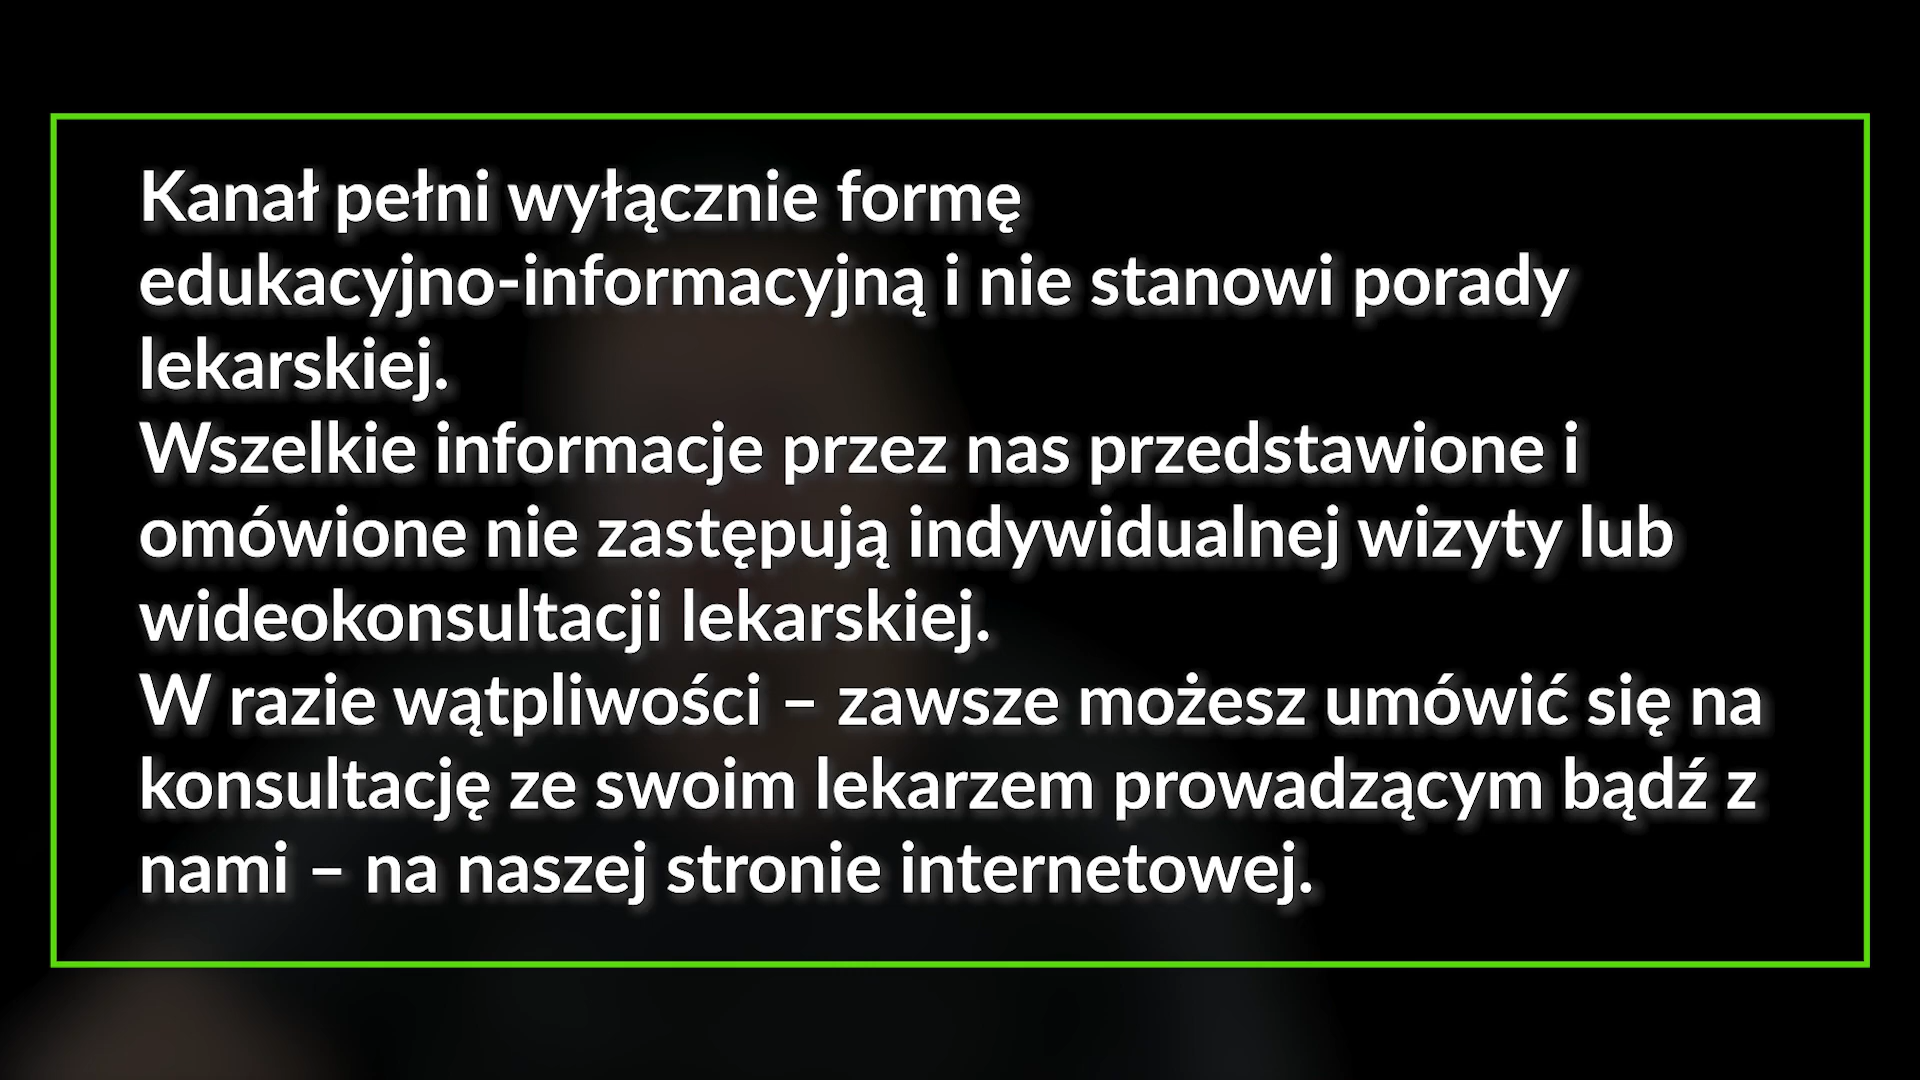 Kanał pełni wyłącznie formę
edukacyjno-informacyjną i nie stanowi porady
lekarskiej.
Wszelkie informacje przez nas przedstawione i
omówione nie zastępują indywidualnej wizyty lub
wideokonsultacji lekarskiej.
W razie wątpliwości – zawsze możesz umówić się na
konsultację ze swoim lekarzem prowadzącym bądź z
nami – na naszej stronie internetowej.